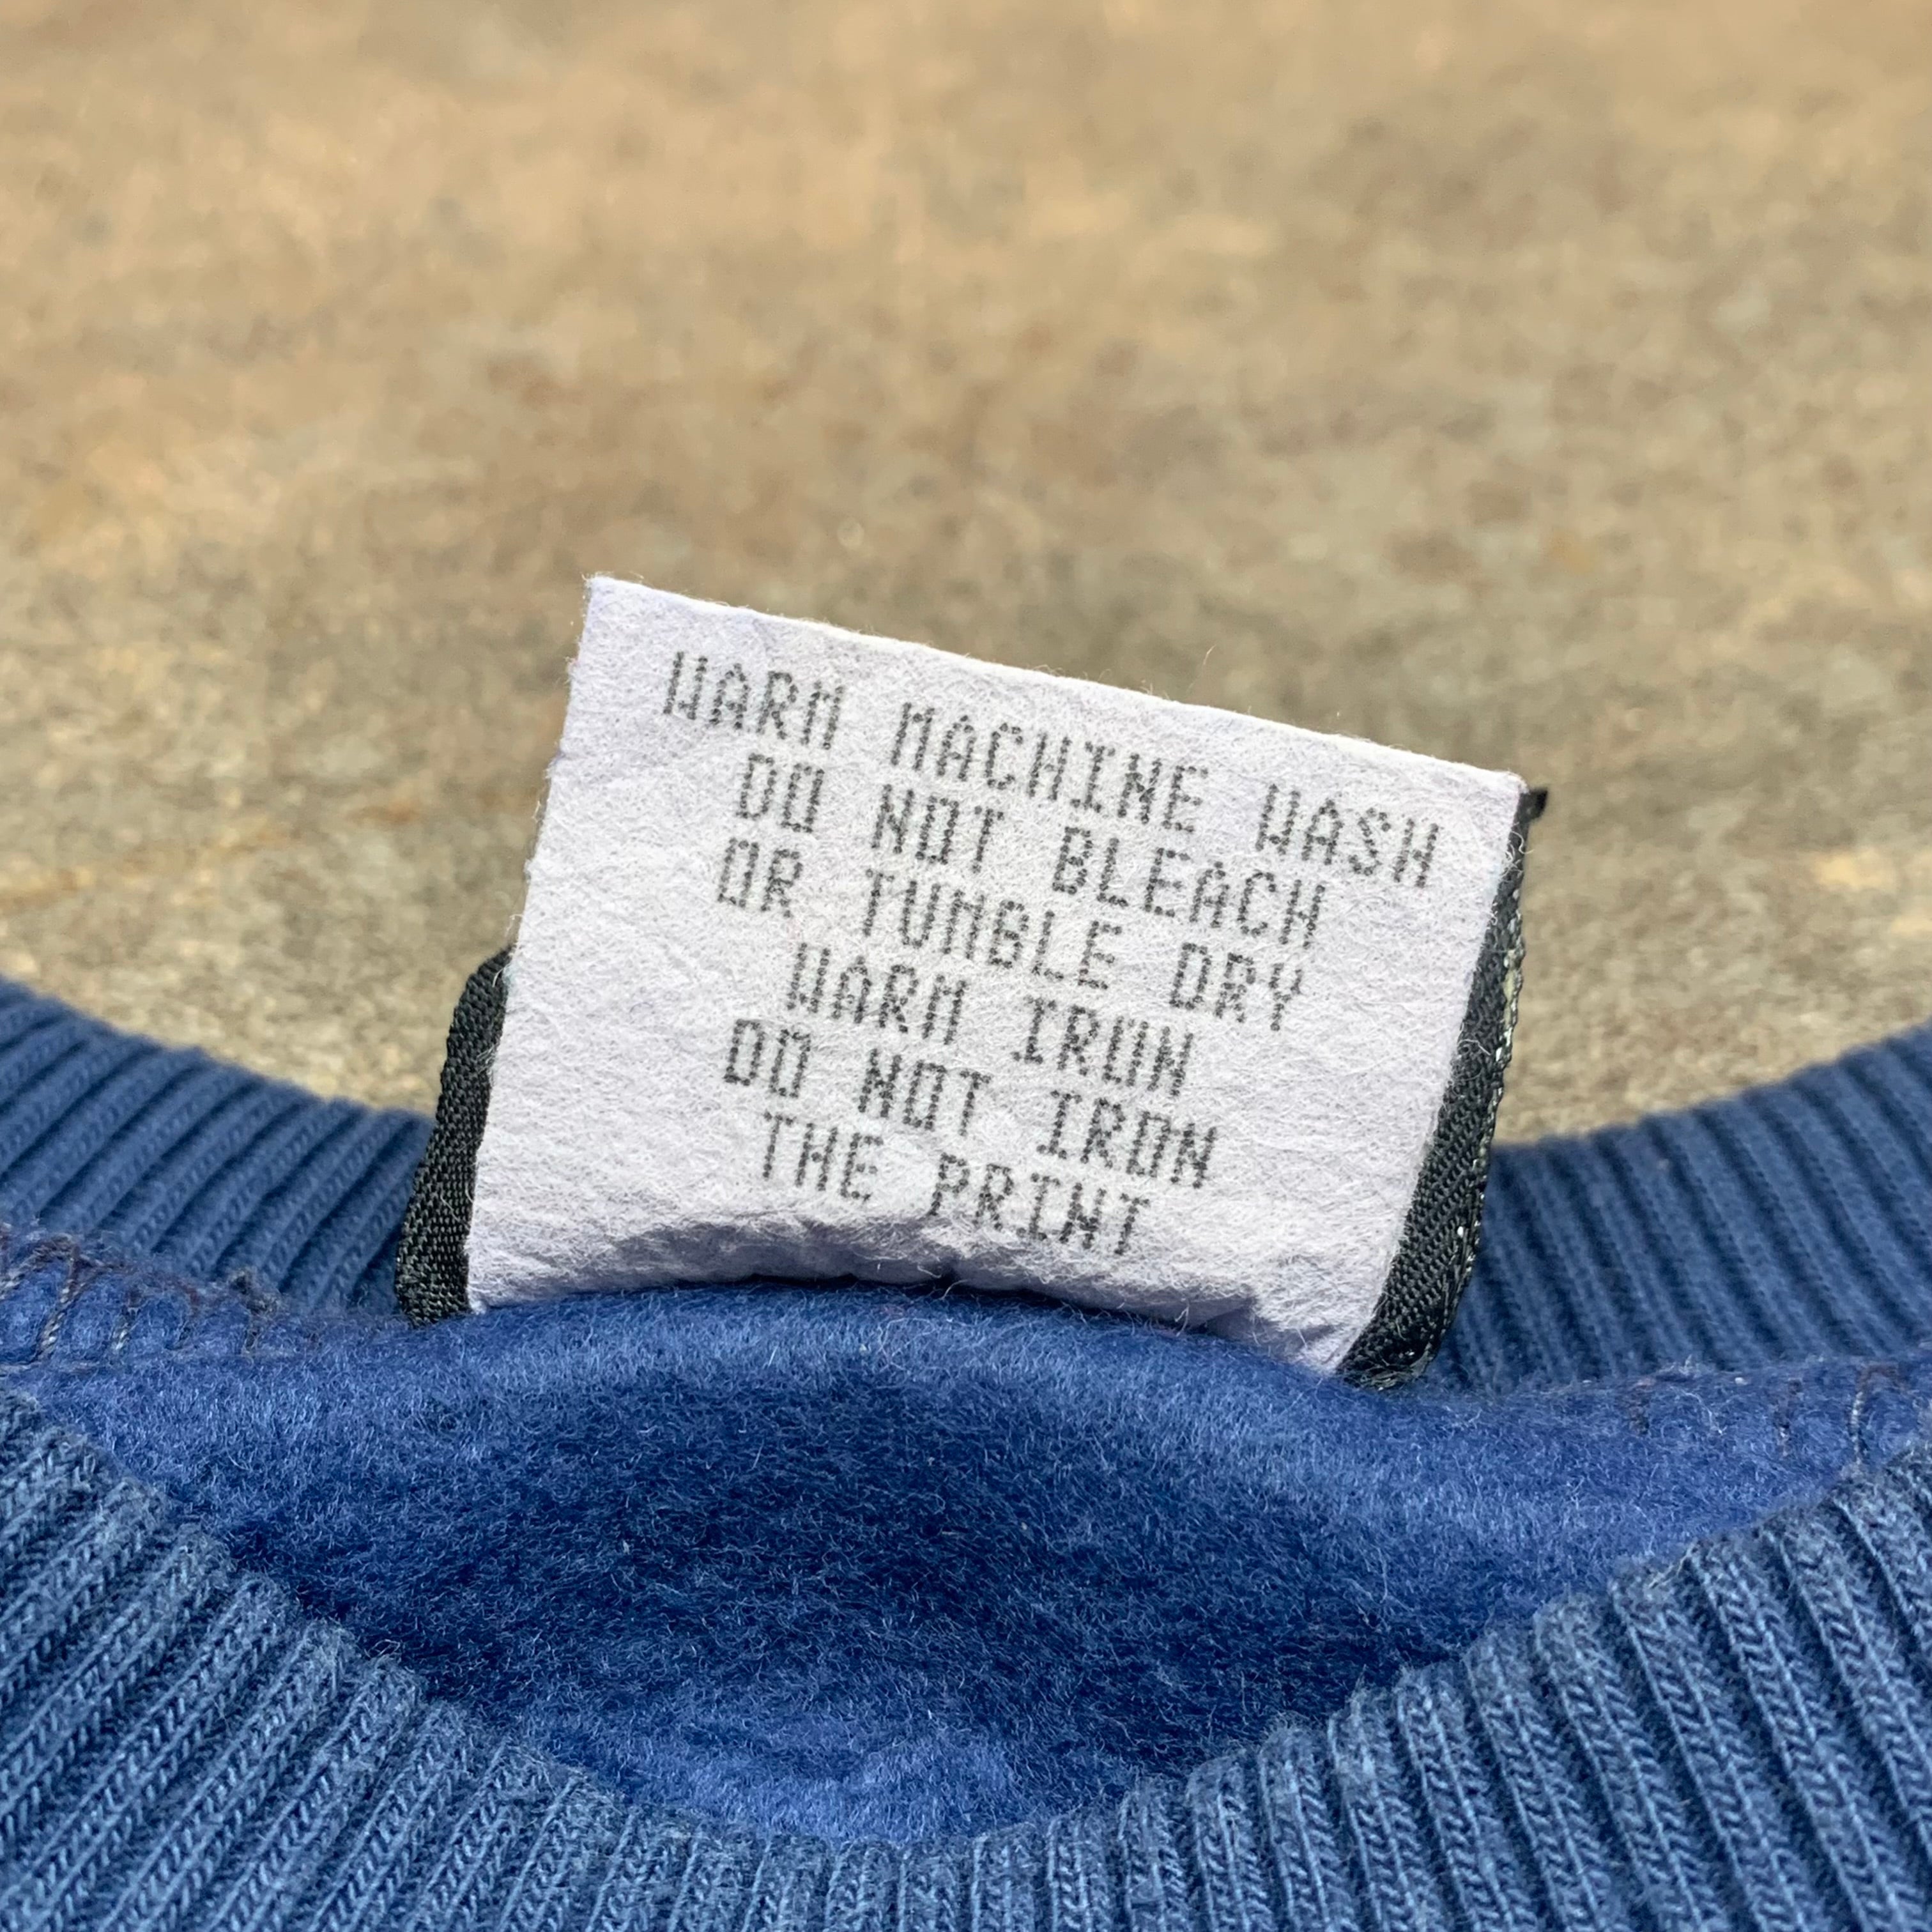 WARM MACHINE WASH
DO NOT BLEACH
OR TUMBLE DRY
WARM IRON
DO NOT IRON
THE PRINT